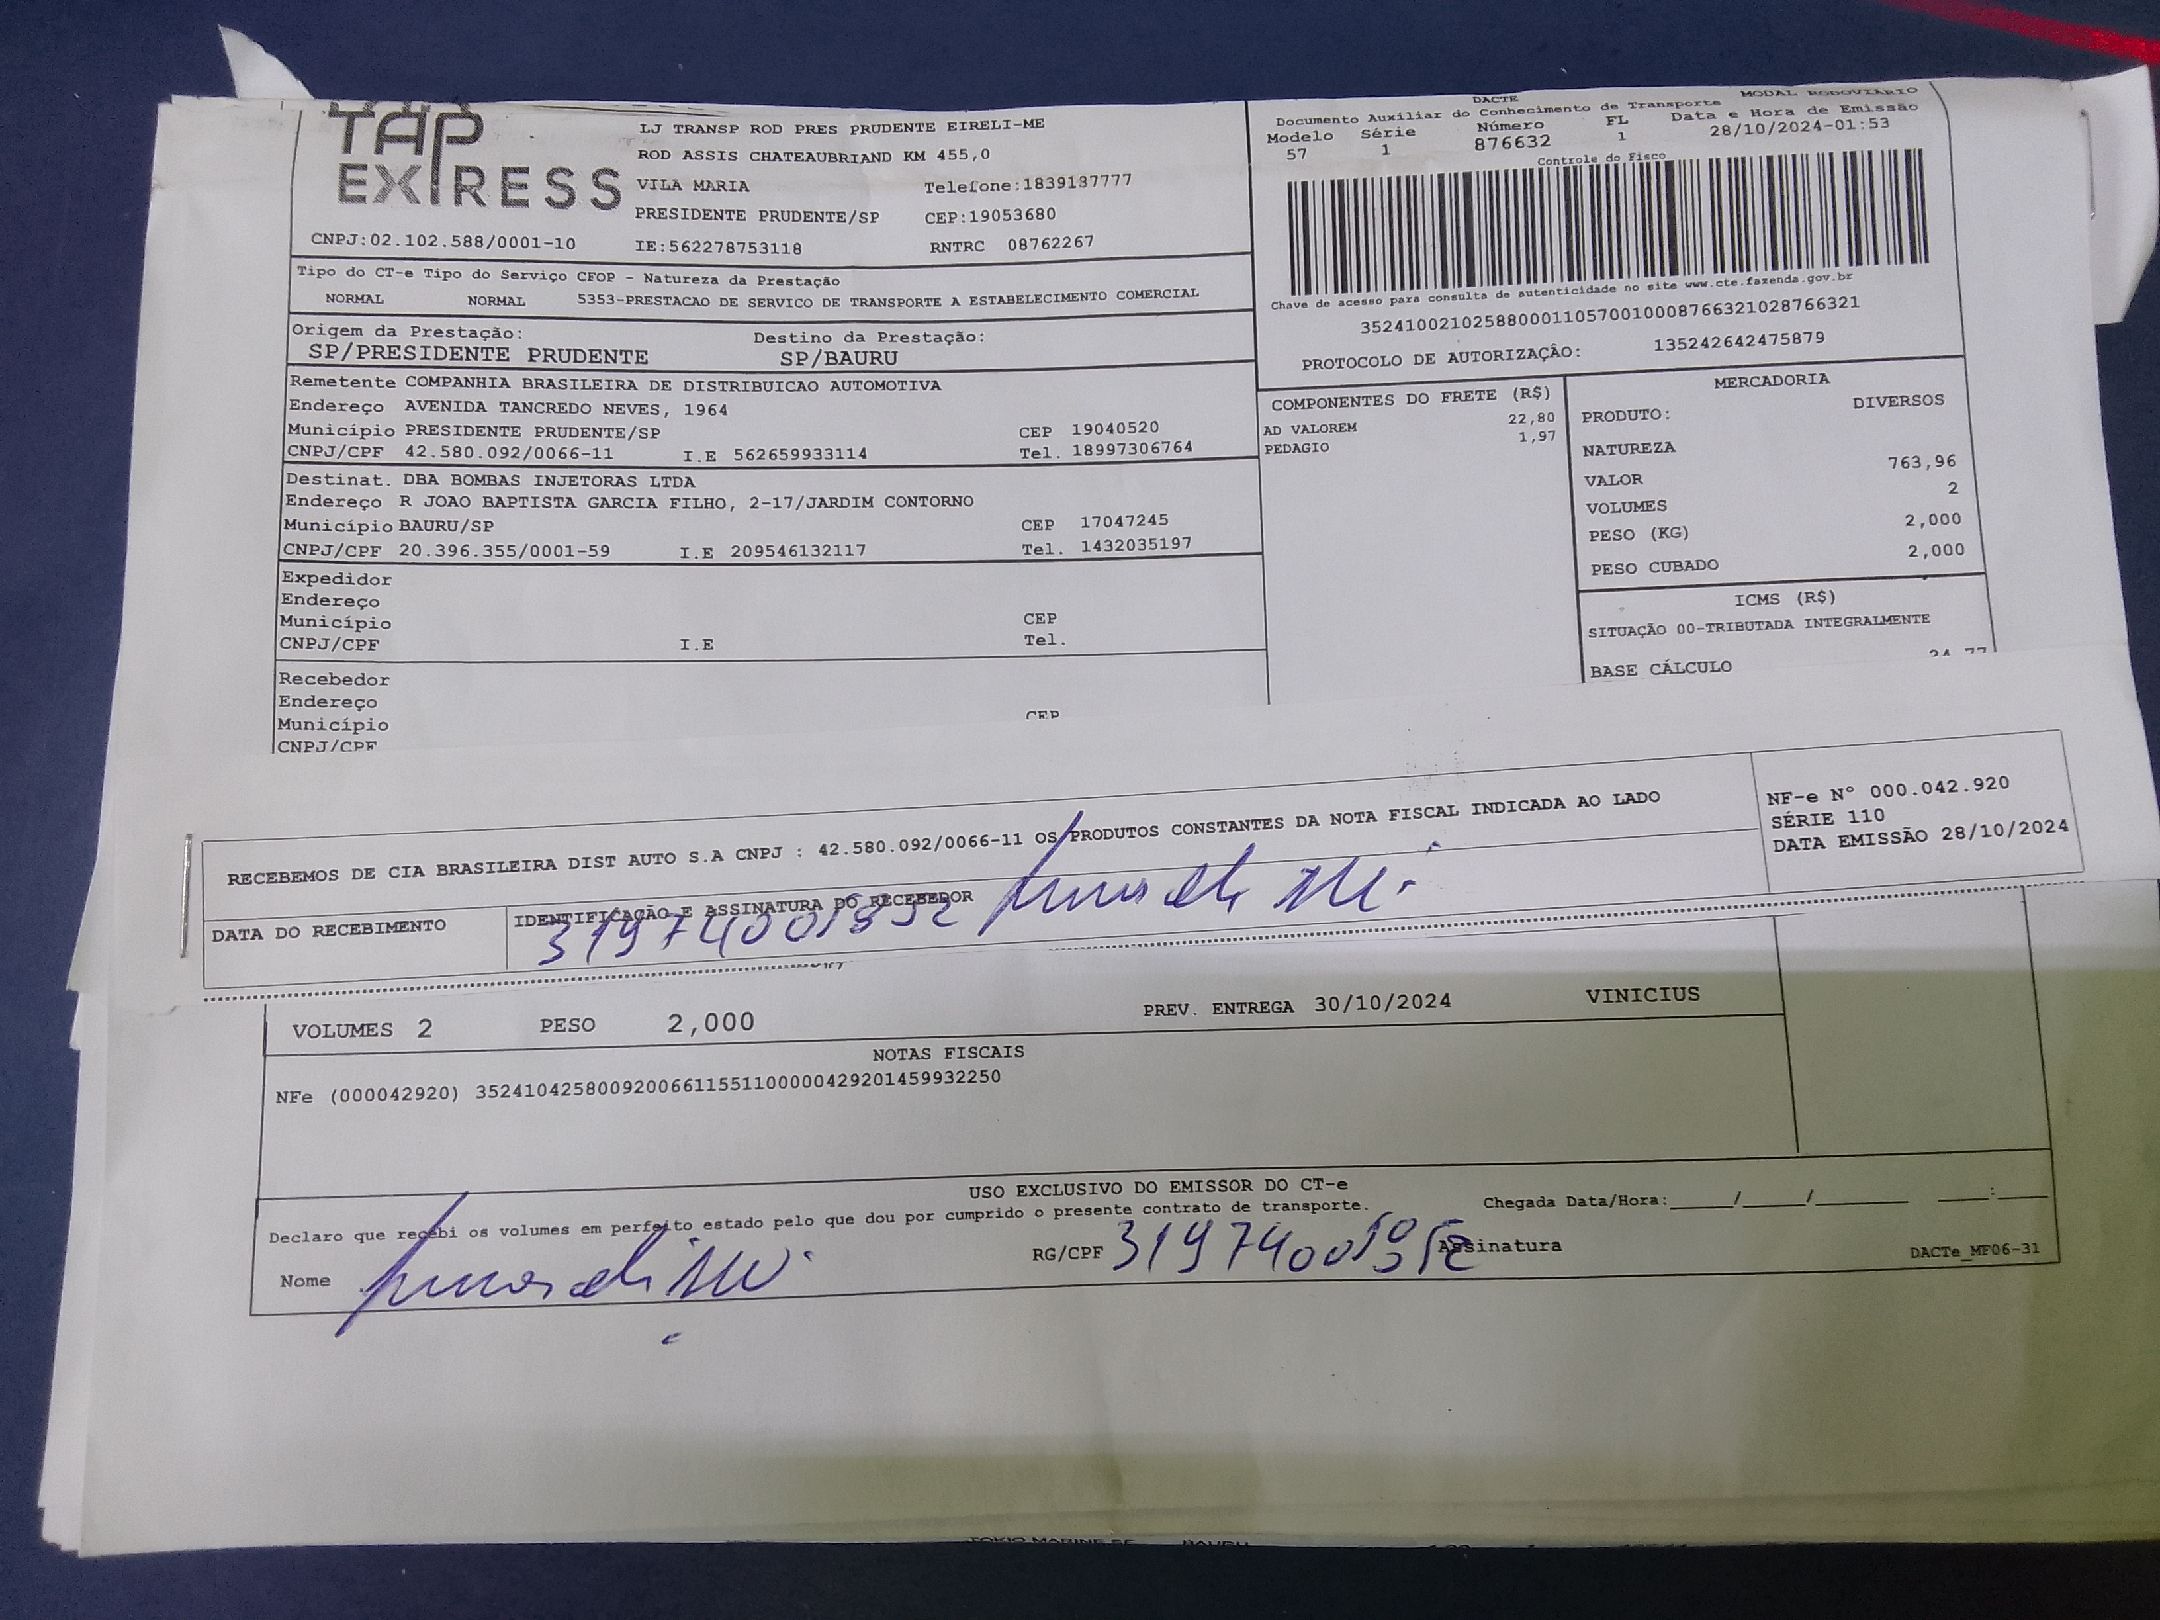 TAP
EXPRESS
LJ TRANSP ROD PRES PRUDENTE EIRELI-ME
ROD ASSIS CHATEAUBRIAND KM 455,0
VILA MARIA Telefone:1839137777
PRESIDENTE PRUDENTE/SP CEP:19053680
CNPJ:02.102.588/0001-10 IE:562278753118 RNTRC 08762267
DACTE MODAL RODOVIÁRIO
Documento Auxiliar do Conhecimento de Transporte
Modelo Série Número FL Data e Hora de Emissão
57 1 876632 1 28/10/2024-01:53
Controle do Fisco
Chave de acesso para consulta de autenticidade no site www.cte.fazenda.gov.br
35241002102588000110570010008766321028766321
PROTOCOLO DE AUTORIZAÇÃO: 135242642475879
Tipo do CT-e Tipo do Serviço CFOP - Natureza da Prestação
NORMAL NORMAL 5353-PRESTACAO DE SERVICO DE TRANSPORTE A ESTABELECIMENTO COMERCIAL
Origem da Prestação: Destino da Prestação:
SP/PRESIDENTE PRUDENTE SP/BAURU
Remetente COMPANHIA BRASILEIRA DE DISTRIBUICAO AUTOMOTIVA
Endereço AVENIDA TANCREDO NEVES, 1964
Município PRESIDENTE PRUDENTE/SP CEP 19040520
CNPJ/CPF 42.580.092/0066-11 I.E 562659933114 Tel. 18997306764
Destinat. DBA BOMBAS INJETORAS LTDA
Endereço R JOAO BAPTISTA GARCIA FILHO, 2-17/JARDIM CONTORNO
Município BAURU/SP CEP 17047245
CNPJ/CPF 20.396.355/0001-59 I.E 209546132117 Tel. 1432035197
Expedidor
Endereço
Município CEP
CNPJ/CPF I.E Tel.
Recebedor
Endereço
Município CEP
CNPJ/CPF
COMPONENTES DO FRETE (R$)
AD VALOREM 22,80
PEDAGIO 1,97
MERCADORIA
PRODUTO: DIVERSOS
NATUREZA
VALOR 763,96
VOLUMES 2
PESO (KG) 2,000
PESO CUBADO 2,000
ICMS (R$)
SITUAÇÃO 00-TRIBUTADA INTEGRALMENTE
BASE CÁLCULO 24,77
RECEBEMOS DE CIA BRASILEIRA DIST AUTO S.A CNPJ : 42.580.092/0066-11 OS PRODUTOS CONSTANTES DA NOTA FISCAL INDICADA AO LADO
NF-e Nº 000.042.920
SÉRIE 110
DATA EMISSÃO 28/10/2024
DATA DO RECEBIMENTO IDENTIFICAÇÃO E ASSINATURA DO RECEBEDOR
VOLUMES 2 PESO 2,000 PREV. ENTREGA 30/10/2024 VINICIUS
NOTAS FISCAIS
NFe (000042920) 35241042580092006611551100000429201459932250
USO EXCLUSIVO DO EMISSOR DO CT-e
Declaro que recebi os volumes em perfeito estado pelo que dou por cumprido o presente contrato de transporte. Chegada Data/Hora:____/____/______ ____:____
Nome RG/CPF Assinatura DACTe_MF06-31